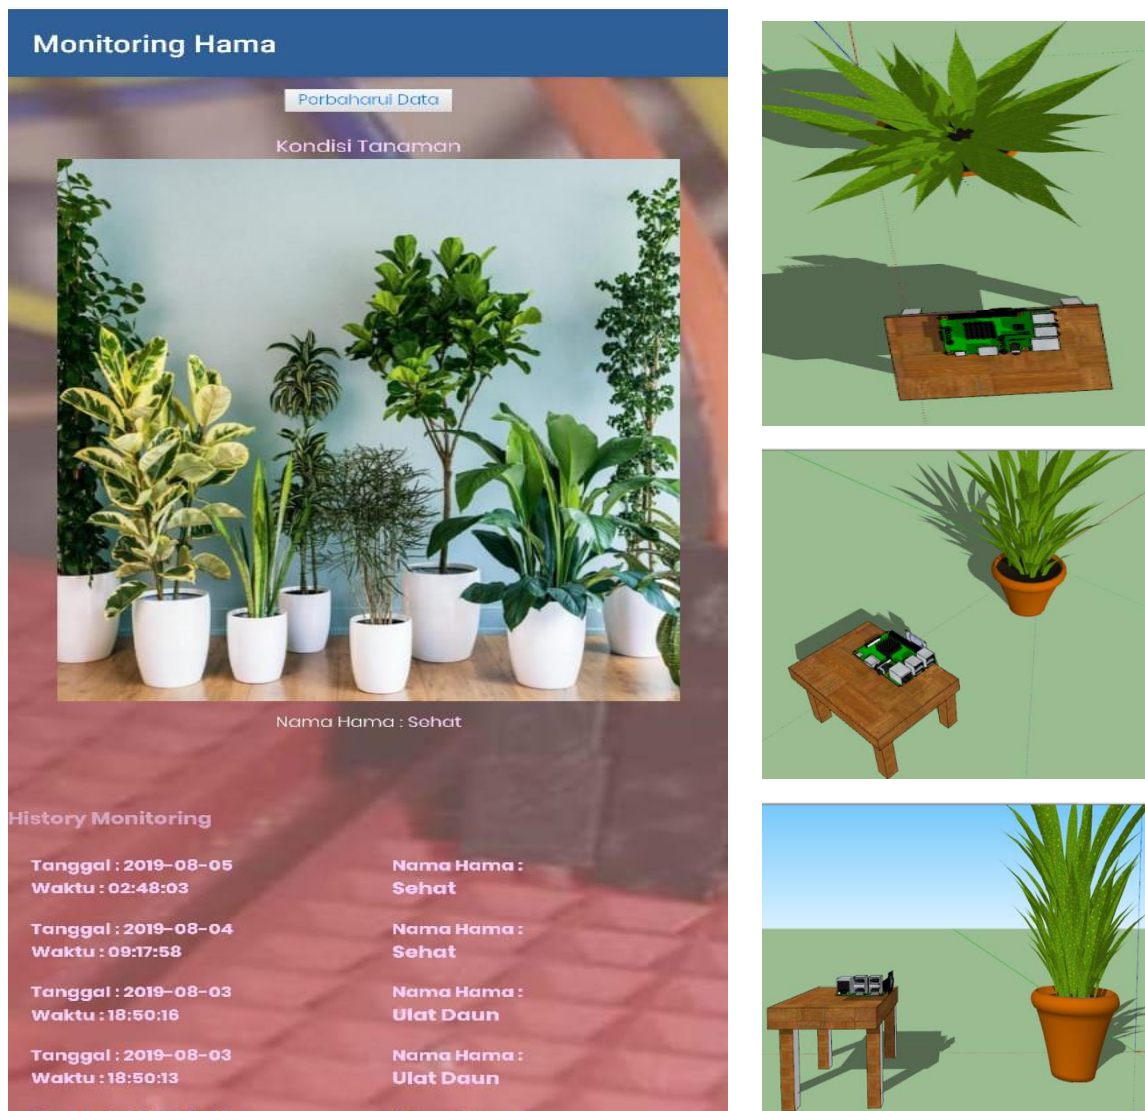 Monitoring Hama
Perbaharui Data
Kondisi Tanaman
Nama Hama : Sehat
History Monitoring
Tanggal : 2019-08-05
Waktu : 02:48:03
Nama Hama :
Sehat
Tanggal : 2019-08-04
Waktu : 09:17:58
Nama Hama :
Sehat
Tanggal : 2019-08-03
Waktu : 18:50:16
Nama Hama :
Ulat Daun
Tanggal : 2019-08-03
Waktu : 18:50:13
Nama Hama :
Ulat Daun